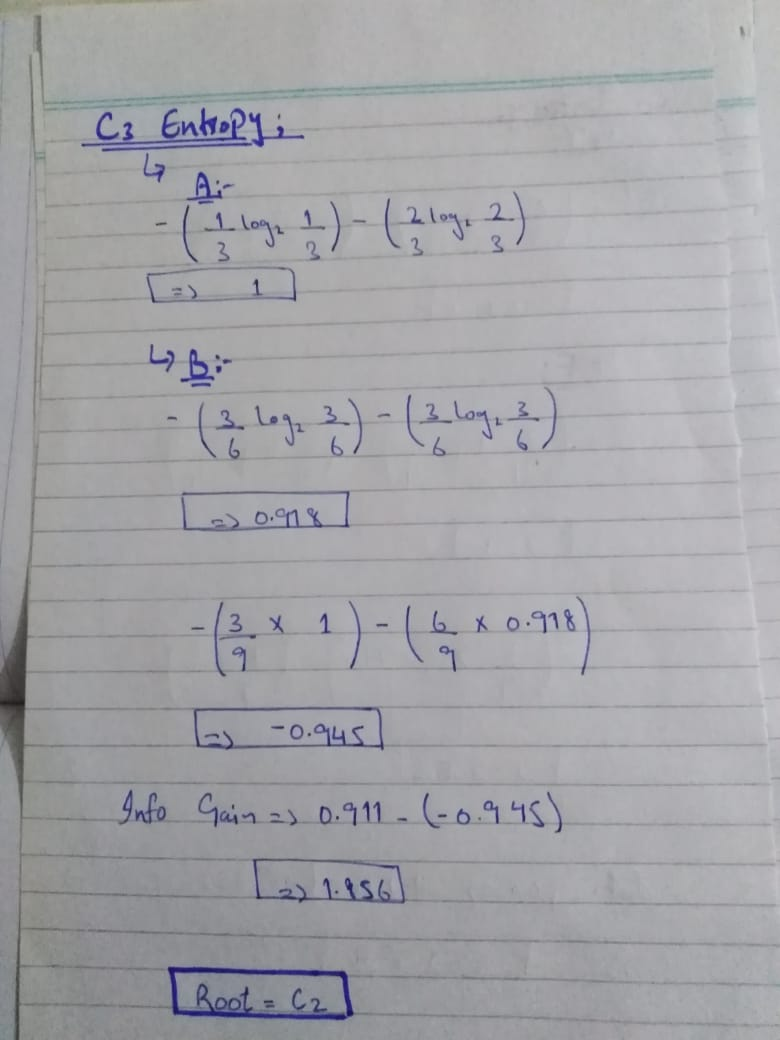 C3 Entropy;
↳ A:-
-(1/3 log₂ 1/3) - (2/3 log₂ 2/3)
=> 1
↳ B:-
-(3/6 log₂ 3/6) - (3/6 log₂ 3/6)
=> 0.918
-(3/9 x 1) - (6/9 x 0.918)
=> -0.945
Info Gain => 0.911 - (-0.945)
=> 1.856
Root = C2